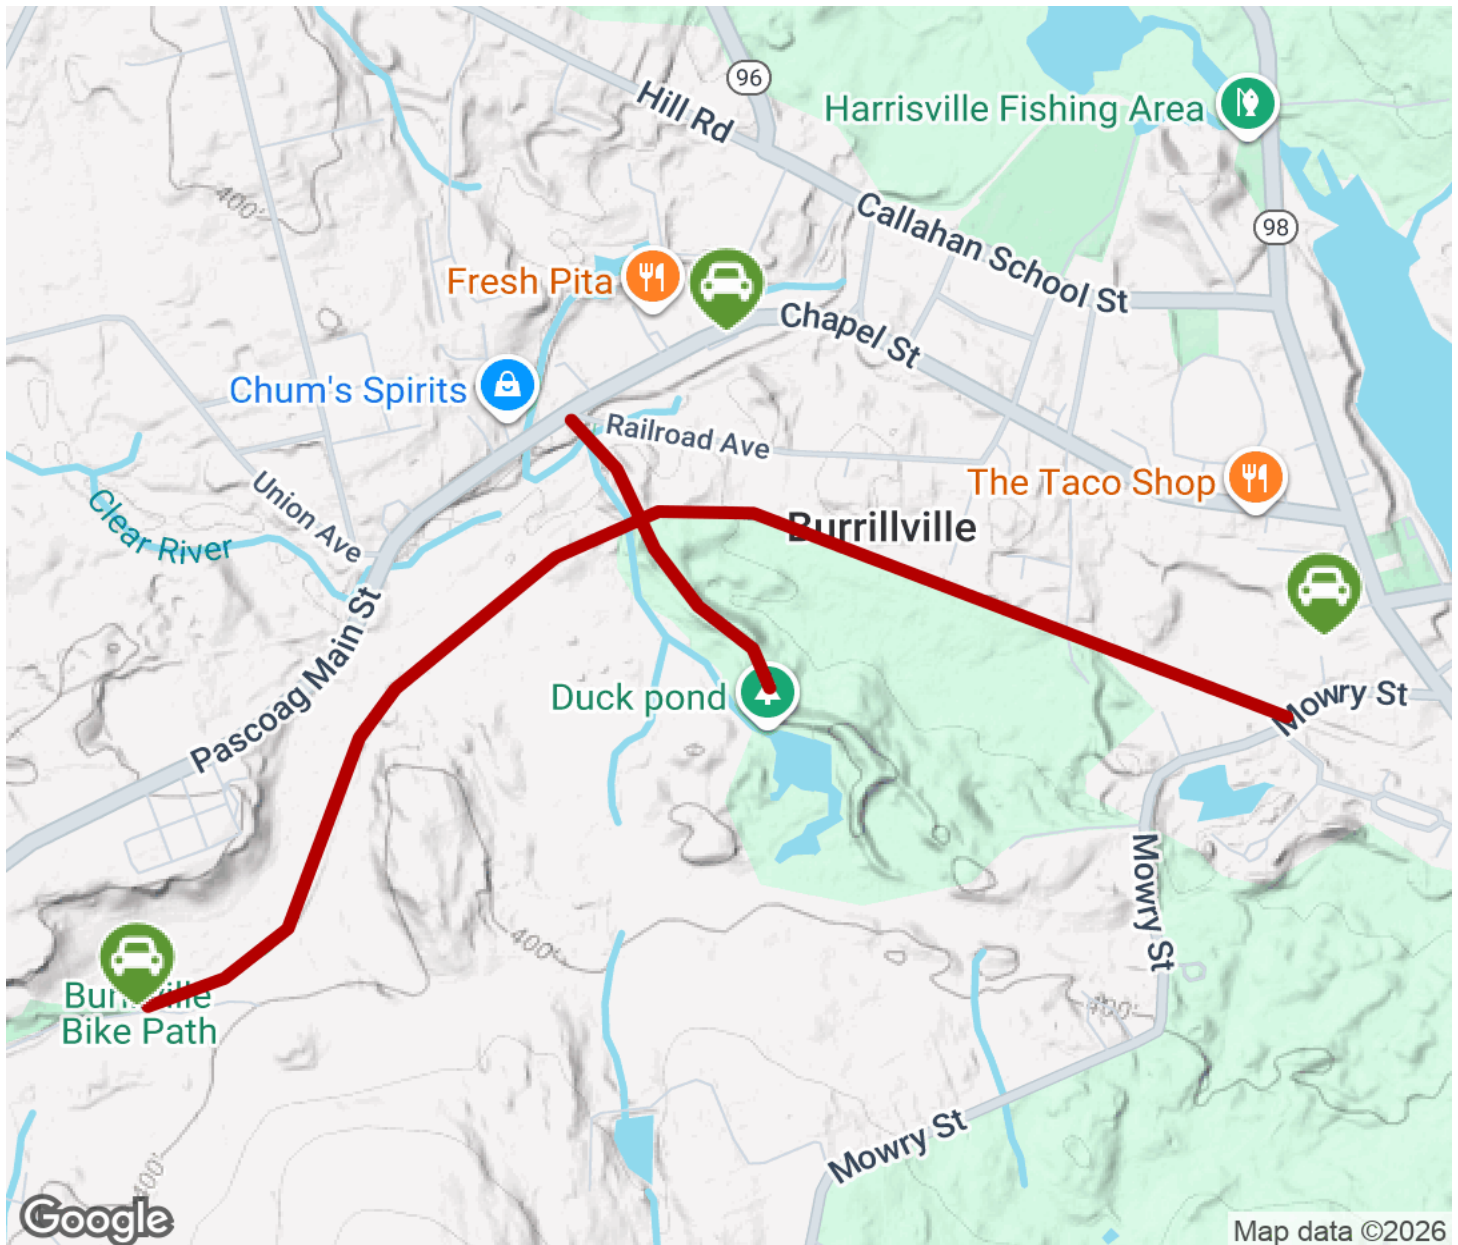 96
Hill Rd
Harrisville Fishing Area
400'
Callahan School St
98
Fresh Pita
Chapel St
Chum's Spirits
Railroad Ave
Union Ave
The Taco Shop
Clear River
Burrillville
Pascoag Main St
Duck pond
Mowry St
Mowry St
400'
Burrillville
Bike Path
400'
Mowry St
400'
Google
Map data ©2026